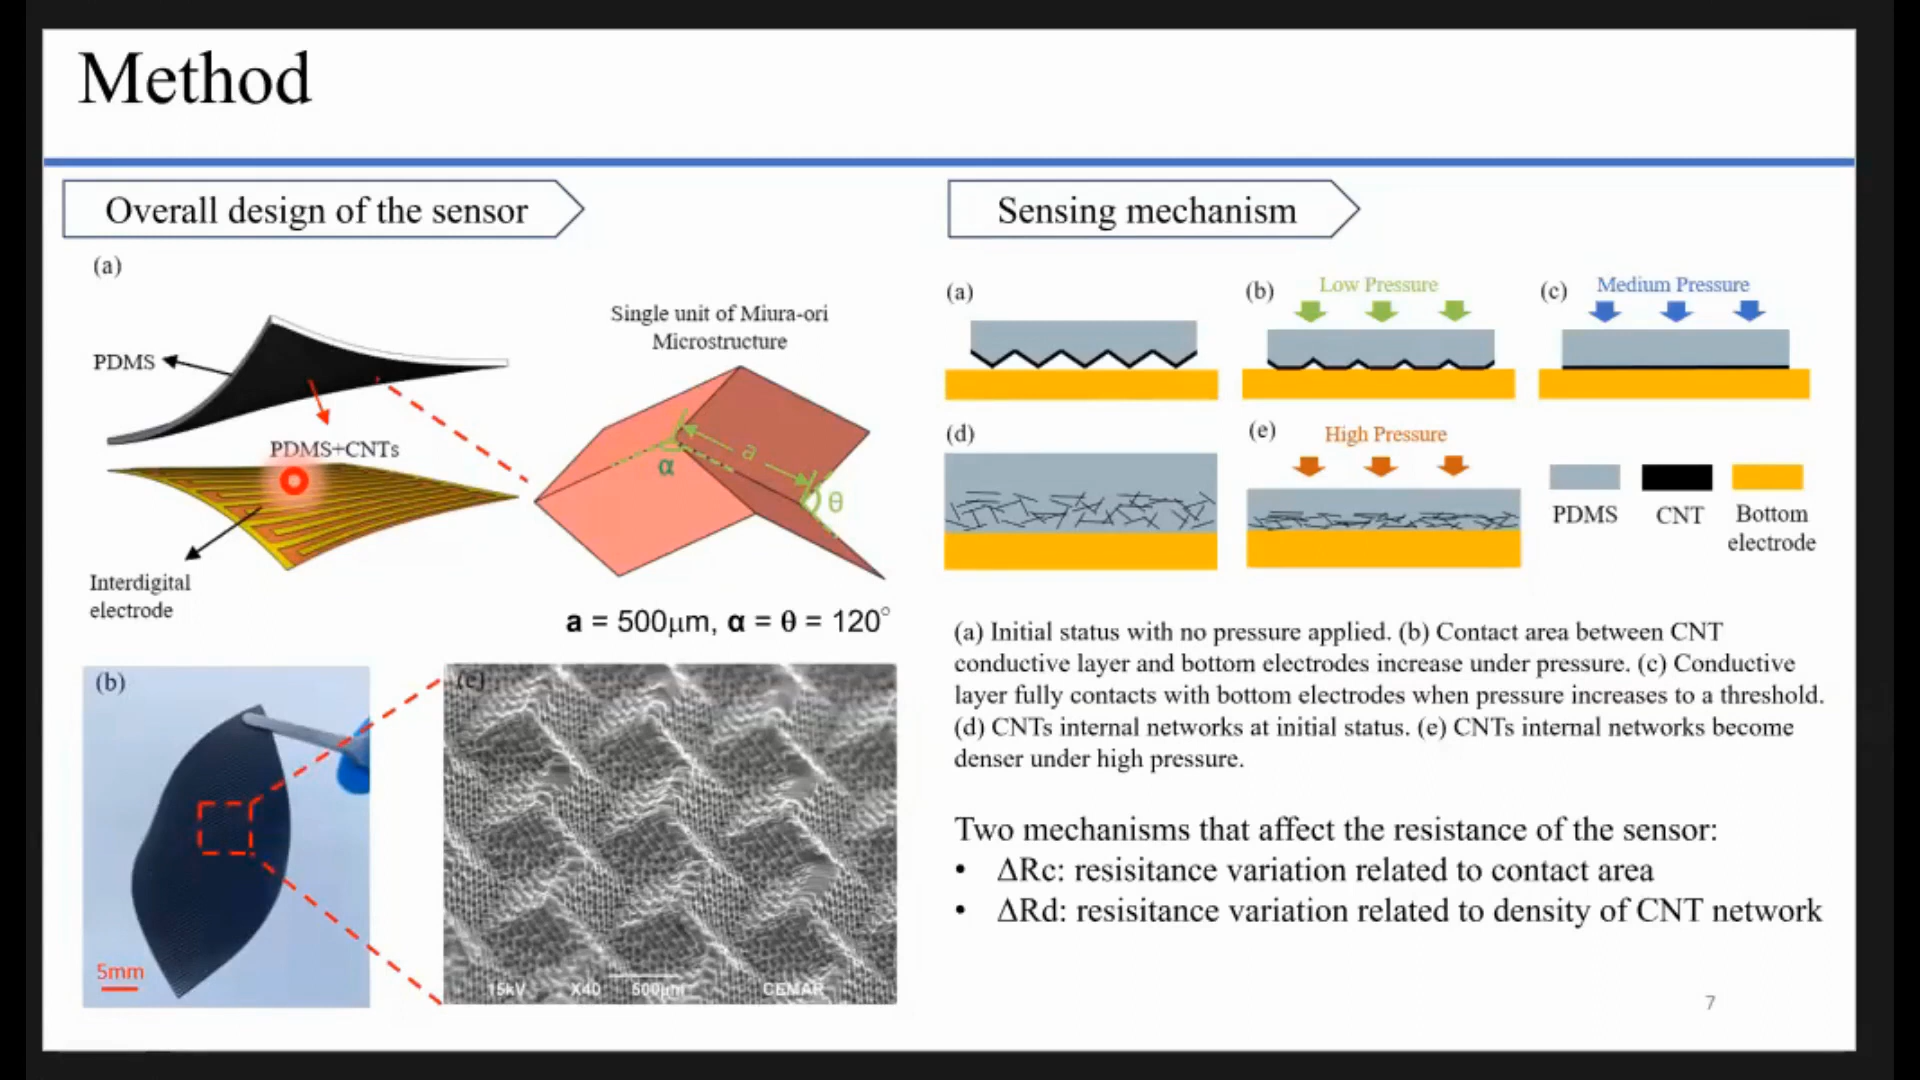 Method
Overall design of the sensor
(a)
PDMS
PDMS+CNTs
Interdigital
electrode
Single unit of Miura-ori
Microstructure
a
α
θ
a = 500μm, α = θ = 120°
(b)
5mm
(c)
15kV X40 500μm CEMAR
Sensing mechanism
(a)
(b)
Low Pressure
(c)
Medium Pressure
(d)
(e)
High Pressure
PDMS
CNT
Bottom
electrode
(a) Initial status with no pressure applied. (b) Contact area between CNT
conductive layer and bottom electrodes increase under pressure. (c) Conductive
layer fully contacts with bottom electrodes when pressure increases to a threshold.
(d) CNTs internal networks at initial status. (e) CNTs internal networks become
denser under high pressure.
Two mechanisms that affect the resistance of the sensor:
• ΔRc: resisitance variation related to contact area
• ΔRd: resisitance variation related to density of CNT network
7